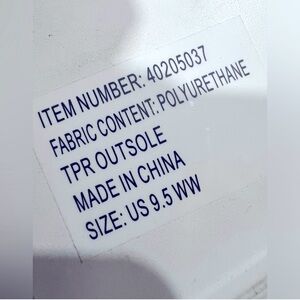 ITEM NUMBER: 40205037
FABRIC CONTENT: POLYURETHANE
TPR OUTSOLE
MADE IN CHINA
SIZE: US 9.5 WW